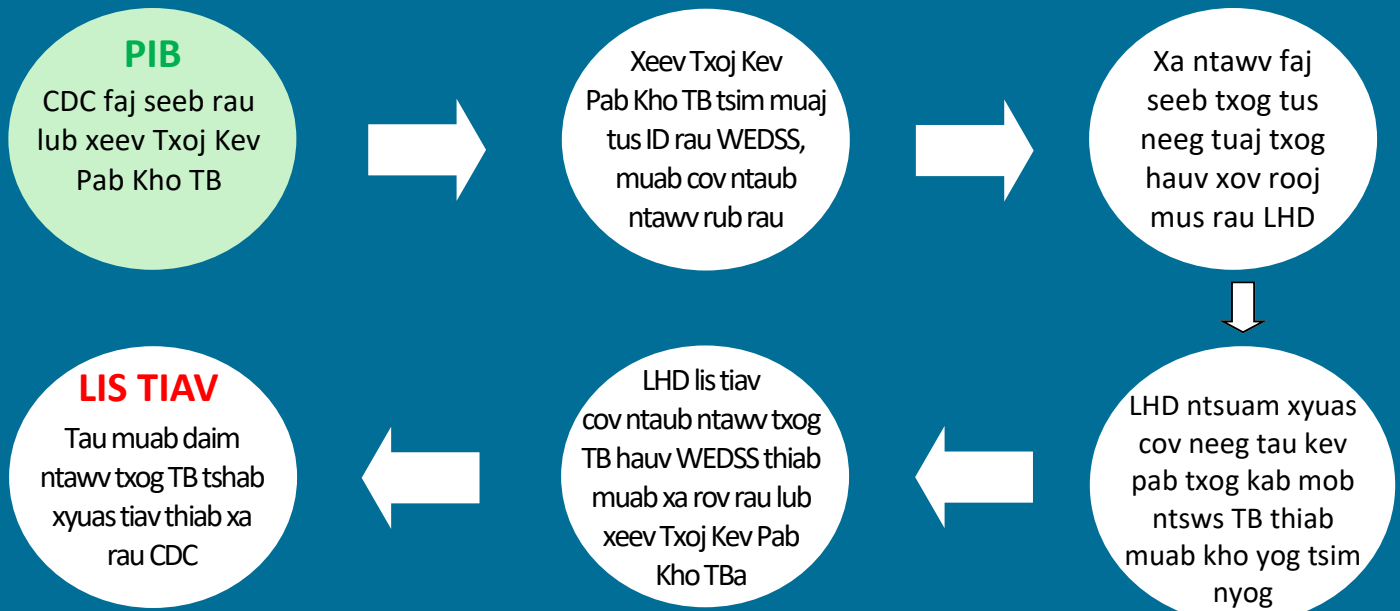 PIB
CDC faj seeb rau
lub xeev Txoj Kev
Pab Kho TB
Xeev Txoj Kev
Pab Kho TB tsim muaj
tus ID rau WEDSS,
muab cov ntaub
ntawv rub rau
Xa ntawv faj
seeb txog tus
neeg tuaj txog
hauv xov rooj
mus rau LHD
LHD ntsuam xyuas
cov neeg tau kev
pab txog kab mob
ntsws TB thiab
muab kho yog tsim
nyog
LHD lis tiav
cov ntaub ntawv txog
TB hauv WEDSS thiab
muab xa rov rau lub
xeev Txoj Kev Pab
Kho TBa
LIS TIAV
Tau muab daim
ntawv txog TB tshab
xyuas tiav thiab xa
rau CDC